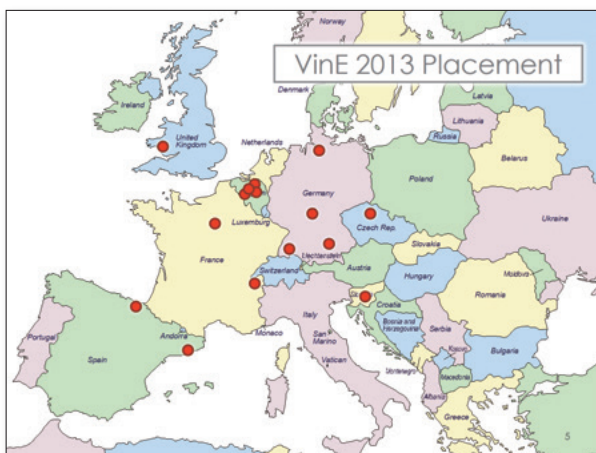 Norway
VinE 2013 Placement
Denmark
Latvia
Lithuania
Ireland
United
Kingdom
Netherlands
Russia
Belarus
Poland
Germany
Luxemburg
Czech Rep.
Ukraine
Slovakia
Liechtenstein
Austria
Moldova
France
Switzerland
Hungary
Romania
Croatia
Italy
Bosnia and
Herzegovina
Serbia
Monaco
San
Marino
Portugal
Andorra
Kosovo
Bulgaria
Spain
Vatican
Montenegro
Macedonia
Albania
Greece
5